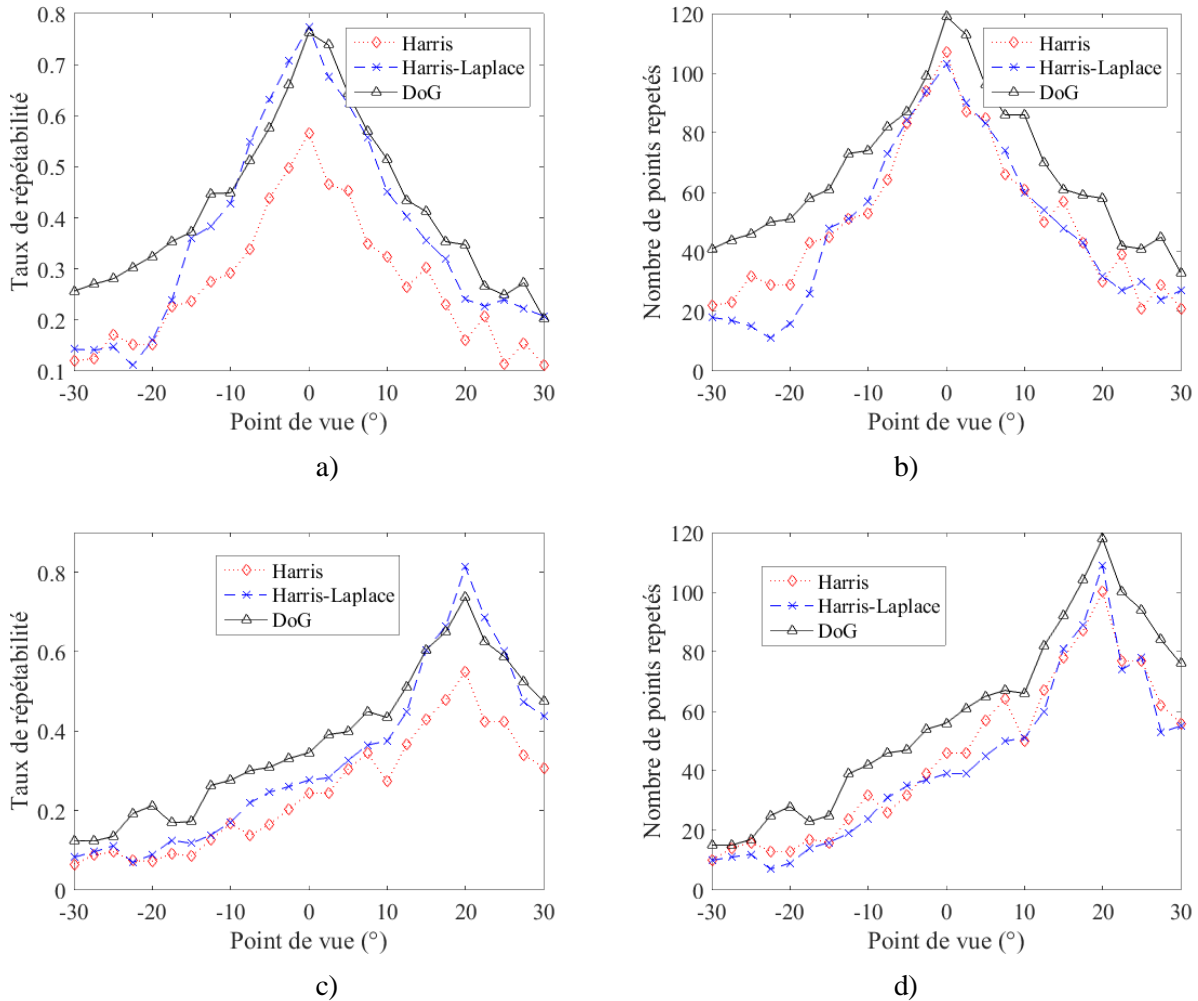 Taux de répétabilité
0.8
0.7
0.6
0.5
0.4
0.3
0.2
0.1
Harris
Harris-Laplace
DoG
-30 -20 -10 0 10 20 30
Point de vue (°)
a)
Nombre de points repetés
120
100
80
60
40
20
0
Harris
Harris-Laplace
DoG
-30 -20 -10 0 10 20 30
Point de vue (°)
b)
Taux de répétabilité
0.8
0.6
0.4
0.2
0
Harris
Harris-Laplace
DoG
-30 -20 -10 0 10 20 30
Point de vue (°)
c)
Nombre de points repetés
120
100
80
60
40
20
0
Harris
Harris-Laplace
DoG
-30 -20 -10 0 10 20 30
Point de vue (°)
d)